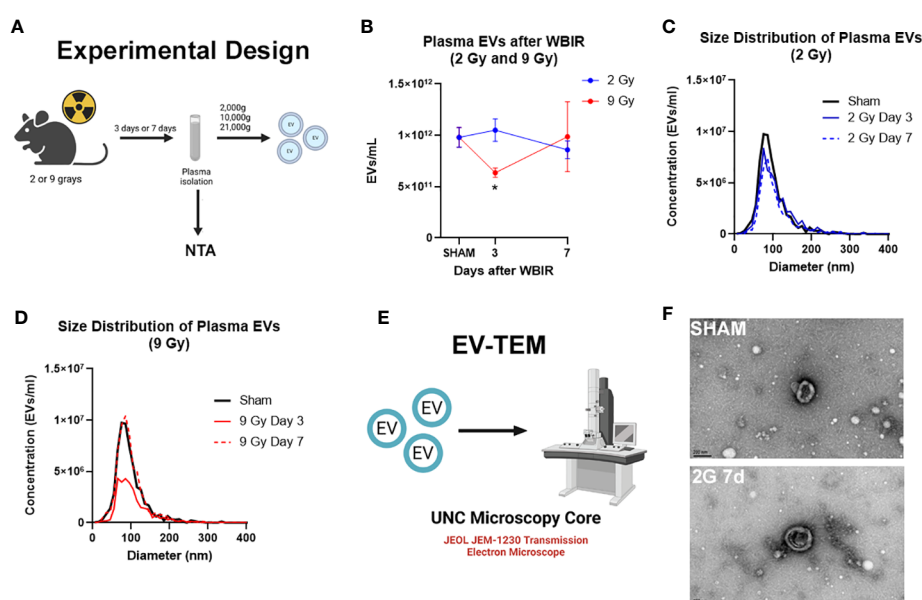 A
Experimental Design
2 or 9 grays
3 days or 7 days
Plasma
isolation
2,000g
10,000g
21,000g
EV
EV
EV
NTA
B
Plasma EVs after WBIR
(2 Gy and 9 Gy)
1.5×10¹²
1×10¹²
5×10¹¹
0
EVs/mL
SHAM
3
7
Days after WBIR
2 Gy
9 Gy
*
C
Size Distribution of Plasma EVs
(2 Gy)
1.5×10⁷
1×10⁷
5×10⁶
0
Concentration (EVs/ml)
0 100 200 300 400
Diameter (nm)
Sham
2 Gy Day 3
2 Gy Day 7
D
Size Distribution of Plasma EVs
(9 Gy)
1.5×10⁷
1×10⁷
5×10⁶
0
Concentration (EVs/ml)
0 100 200 300 400
Diameter (nm)
Sham
9 Gy Day 3
9 Gy Day 7
E
EV-TEM
EV
EV
EV
UNC Microscopy Core
JEOL JEM-1230 Transmission
Electron Microscope
F
SHAM
2G 7d